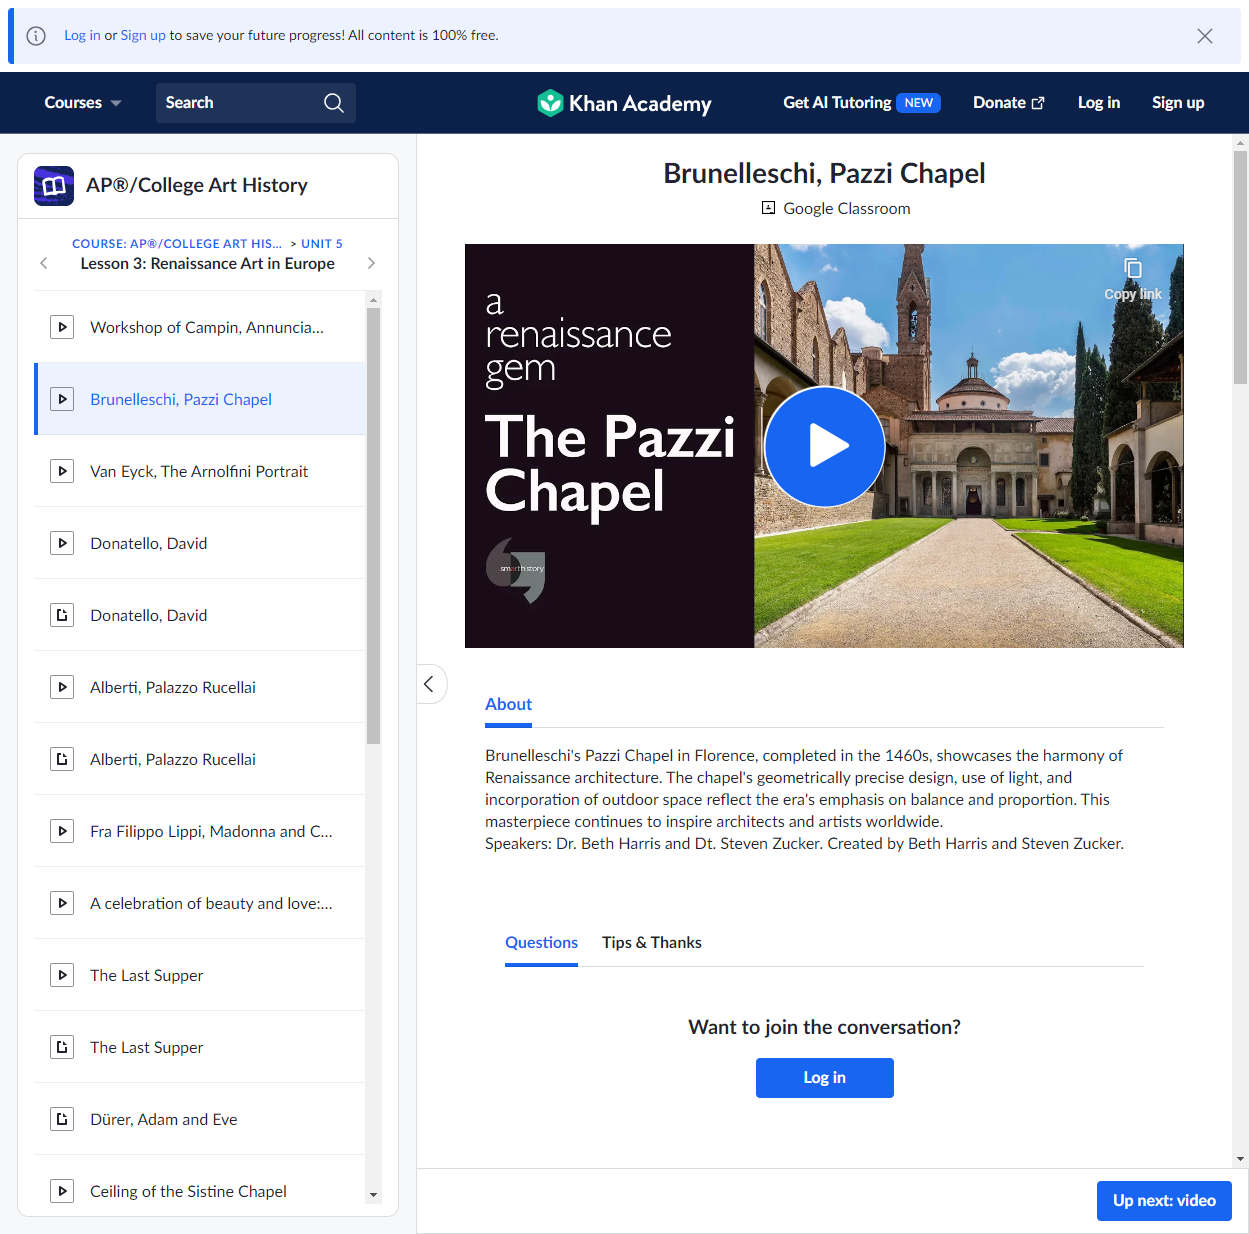 Log in or Sign up to save your future progress! All content is 100% free.
Courses
Search
Khan Academy
Get AI Tutoring NEW
Donate
Log in
Sign up
AP®/College Art History
COURSE: AP®/COLLEGE ART HIS... > UNIT 5
Lesson 3: Renaissance Art in Europe
Workshop of Campin, Annuncia...
Brunelleschi, Pazzi Chapel
Van Eyck, The Arnolfini Portrait
Donatello, David
Donatello, David
Alberti, Palazzo Rucellai
Alberti, Palazzo Rucellai
Fra Filippo Lippi, Madonna and C...
A celebration of beauty and love:...
The Last Supper
The Last Supper
Dürer, Adam and Eve
Ceiling of the Sistine Chapel
Brunelleschi, Pazzi Chapel
Google Classroom
a
renaissance
gem
The Pazzi
Chapel
smarthistory
Copy link
About
Brunelleschi's Pazzi Chapel in Florence, completed in the 1460s, showcases the harmony of
Renaissance architecture. The chapel's geometrically precise design, use of light, and
incorporation of outdoor space reflect the era's emphasis on balance and proportion. This
masterpiece continues to inspire architects and artists worldwide.
Speakers: Dr. Beth Harris and Dt. Steven Zucker. Created by Beth Harris and Steven Zucker.
Questions
Tips & Thanks
Want to join the conversation?
Log in
Up next: video